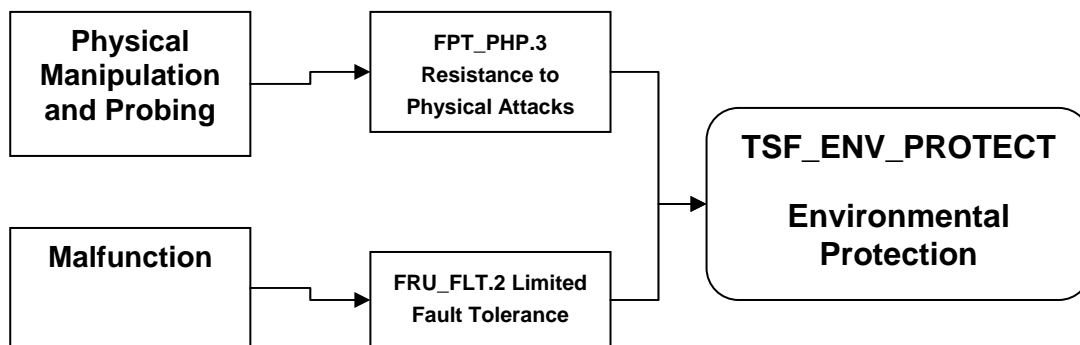 Physical
Manipulation
and Probing
FPT_PHP.3
Resistance to
Physical Attacks
TSF_ENV_PROTECT
Environmental
Protection
Malfunction
FRU_FLT.2 Limited
Fault Tolerance